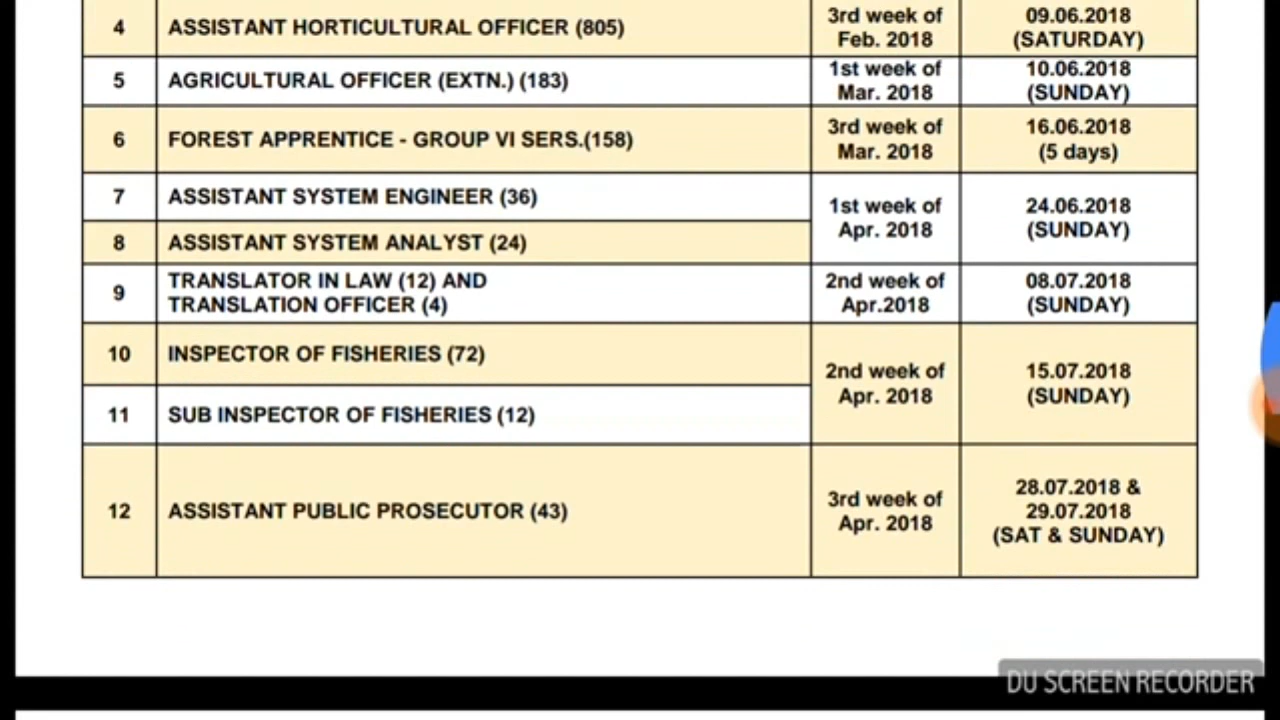 4 ASSISTANT HORTICULTURAL OFFICER (805) 3rd week of Feb. 2018 09.06.2018 (SATURDAY)
5 AGRICULTURAL OFFICER (EXTN.) (183) 1st week of Mar. 2018 10.06.2018 (SUNDAY)
6 FOREST APPRENTICE - GROUP VI SERS.(158) 3rd week of Mar. 2018 16.06.2018 (5 days)
7 ASSISTANT SYSTEM ENGINEER (36) 1st week of Apr. 2018 24.06.2018 (SUNDAY)
8 ASSISTANT SYSTEM ANALYST (24)
9 TRANSLATOR IN LAW (12) AND TRANSLATION OFFICER (4) 2nd week of Apr.2018 08.07.2018 (SUNDAY)
10 INSPECTOR OF FISHERIES (72) 2nd week of Apr. 2018 15.07.2018 (SUNDAY)
11 SUB INSPECTOR OF FISHERIES (12)
12 ASSISTANT PUBLIC PROSECUTOR (43) 3rd week of Apr. 2018 28.07.2018 & 29.07.2018 (SAT & SUNDAY)
DU SCREEN RECORDER